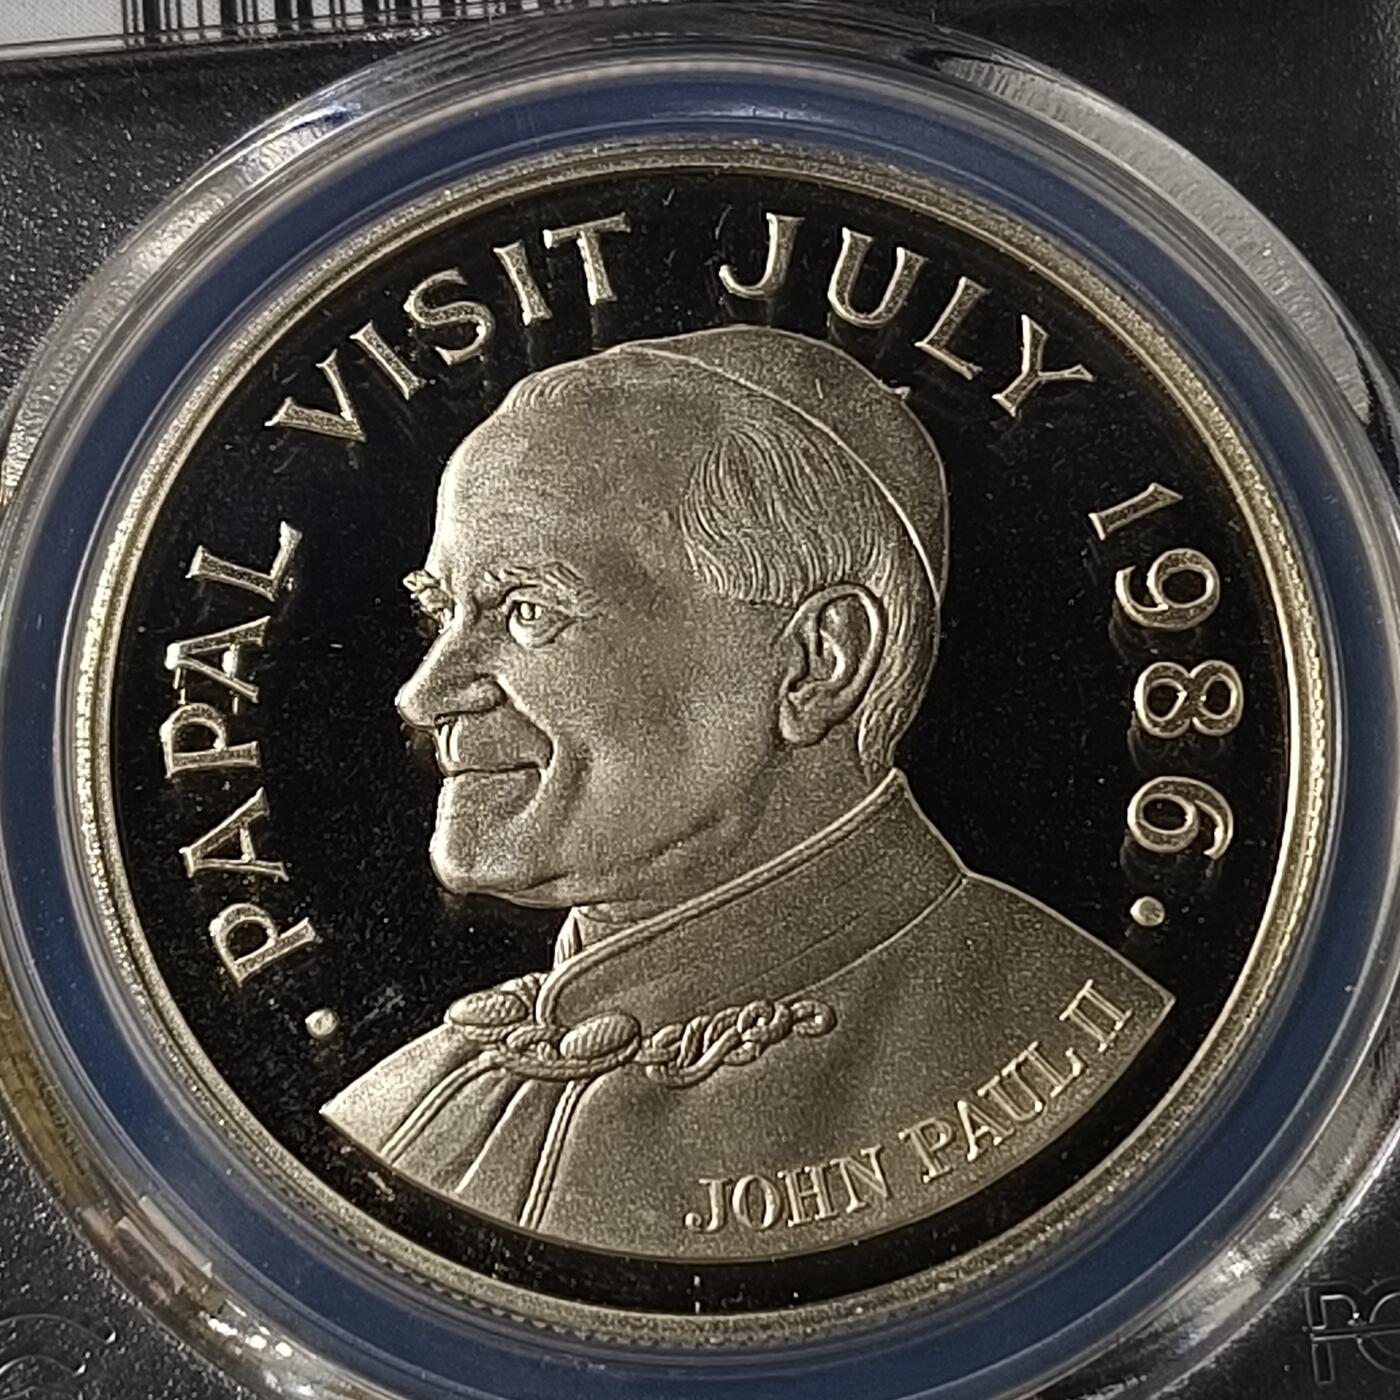 · PAPAL VISIT JULY 1986 ·
JOHN PAUL II